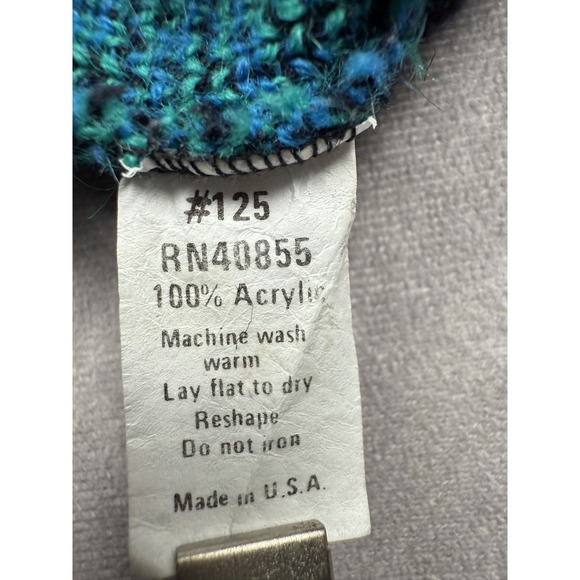 #125
RN40855
100% Acrylic
Machine wash
warm
Lay flat to dry
Reshape
Do not iron
Made in U.S.A.